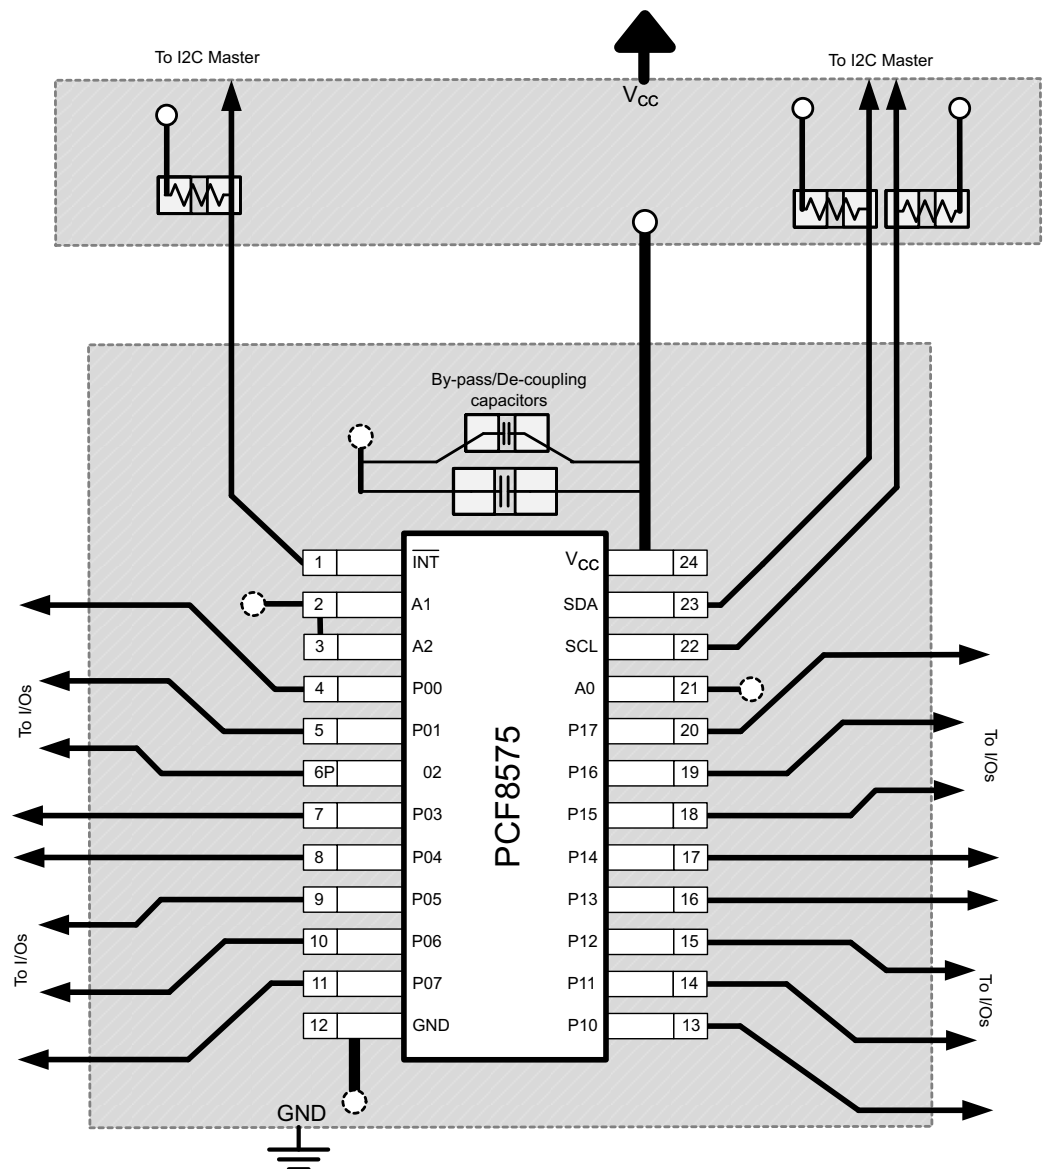 To I2C Master
VCC
To I2C Master
By-pass/De-coupling
capacitors
1 INT
VCC 24
2 A1
SDA 23
3 A2
SCL 22
4 P00
A0 21
5 P01
P17 20
6P 02
P16 19
7 P03
P15 18
8 P04
P14 17
9 P05
P13 16
10 P06
P12 15
11 P07
P11 14
12 GND
P10 13
PCF8575
To I/Os
To I/Os
To I/Os
To I/Os
GND